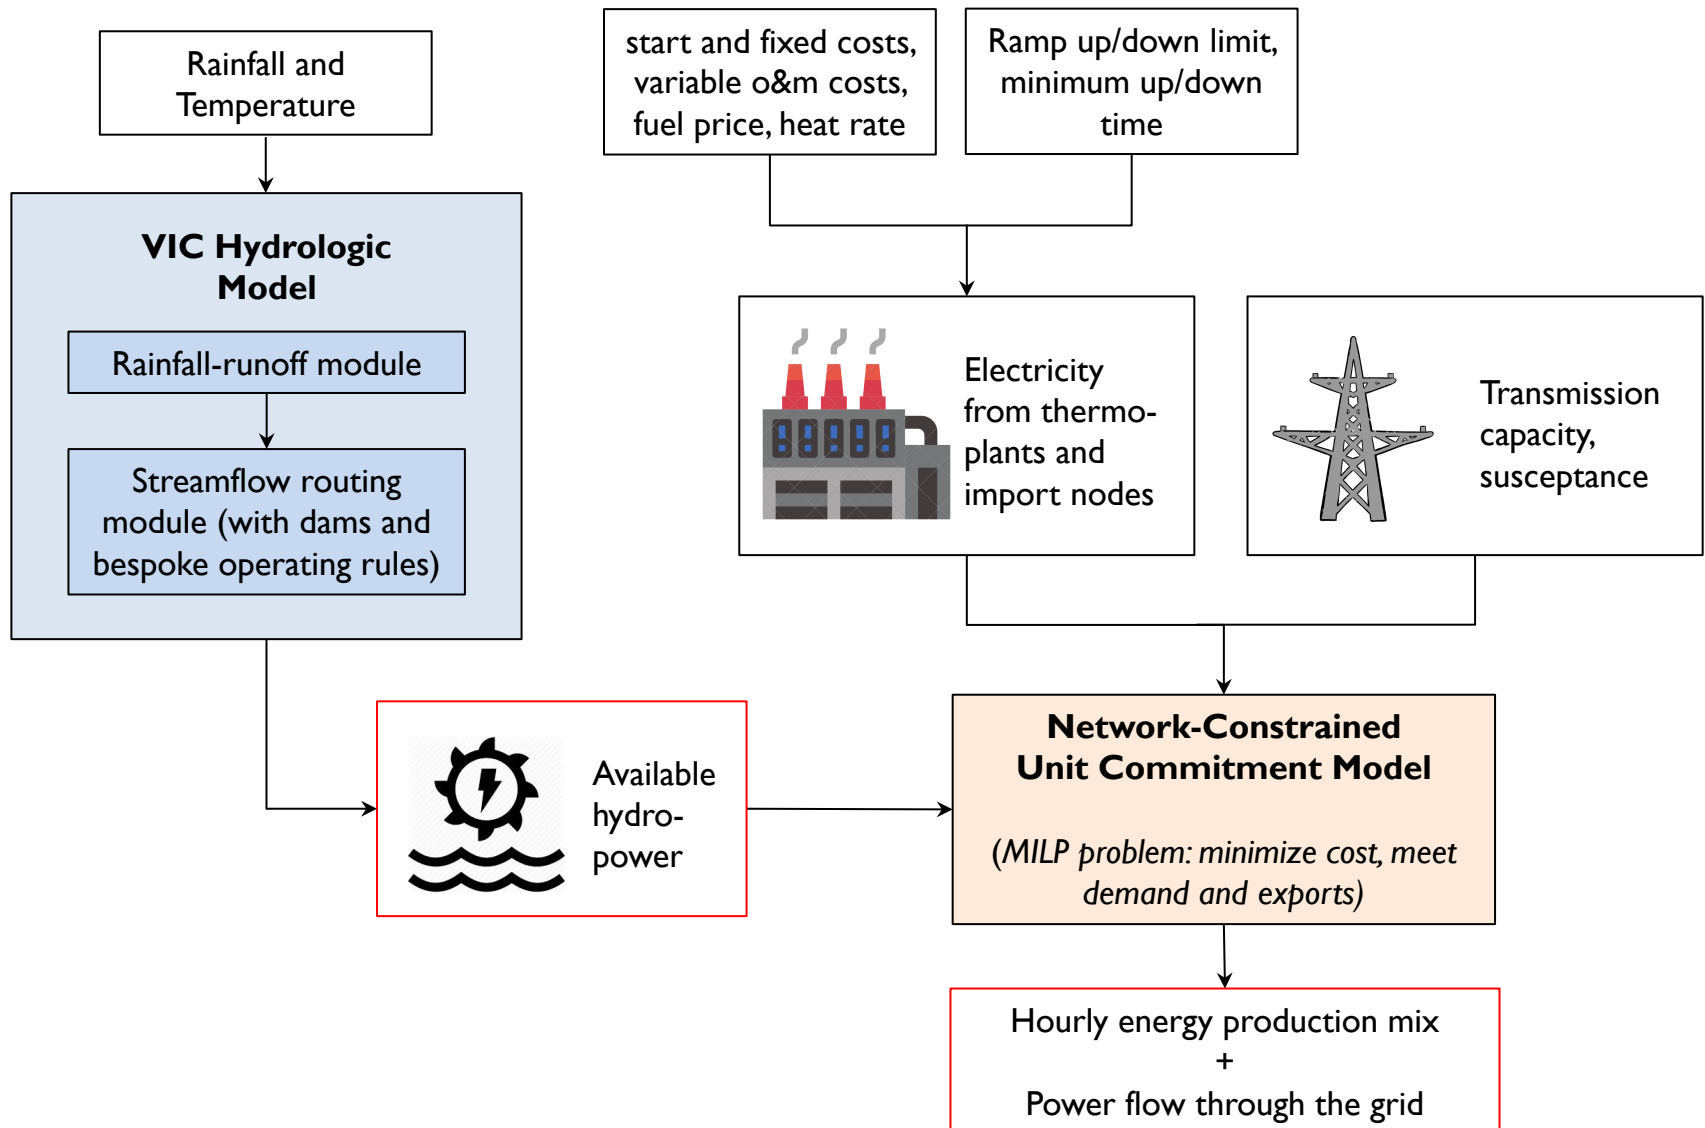 Rainfall and
Temperature
start and fixed costs,
variable o&m costs,
fuel price, heat rate
Ramp up/down limit,
minimum up/down
time
VIC Hydrologic
Model
Rainfall-runoff module
Streamflow routing
module (with dams and
bespoke operating rules)
Electricity
from thermo-
plants and
import nodes
Transmission
capacity,
susceptance
Available
hydro-
power
Network-Constrained
Unit Commitment Model
(MILP problem: minimize cost, meet
demand and exports)
Hourly energy production mix
+
Power flow through the grid